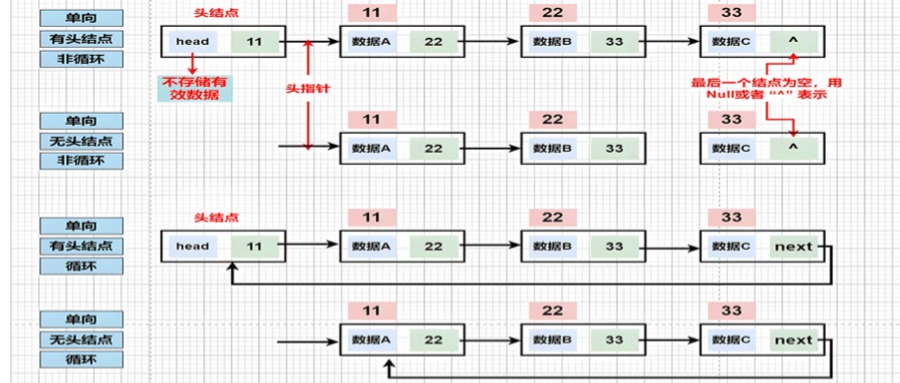 单向
有头结点
非循环
头结点
11
22
33
head 11
数据A 22
数据B 33
数据C ^
不存储有
效数据
头指针
最后一个结点为空，用
Null或者 “^” 表示
单向
无头结点
非循环
11
22
33
数据A 22
数据B 33
数据C ^
单向
有头结点
循环
头结点
11
22
33
head 11
数据A 22
数据B 33
数据C next
单向
无头结点
循环
11
22
33
数据A 22
数据B 33
数据C next